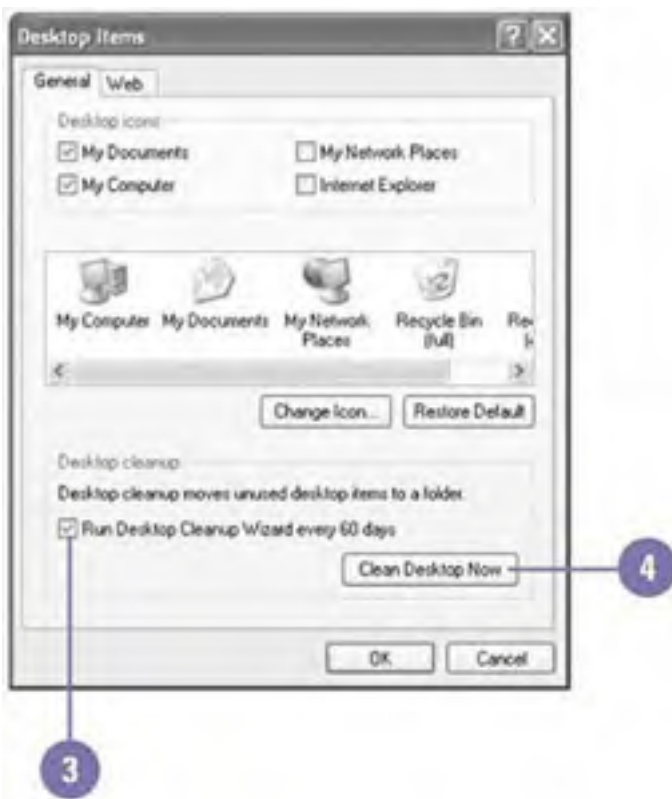 Desktop Items
General Web
Desktop icons
My Documents
My Network Places
My Computer
Internet Explorer
My Computer My Documents My Network Places Recycle Bin (full)
Change Icon... Restore Default
Desktop cleanup
Desktop cleanup moves unused desktop items to a folder.
Run Desktop Cleanup Wizard every 60 days
Clean Desktop Now
4
OK Cancel
3